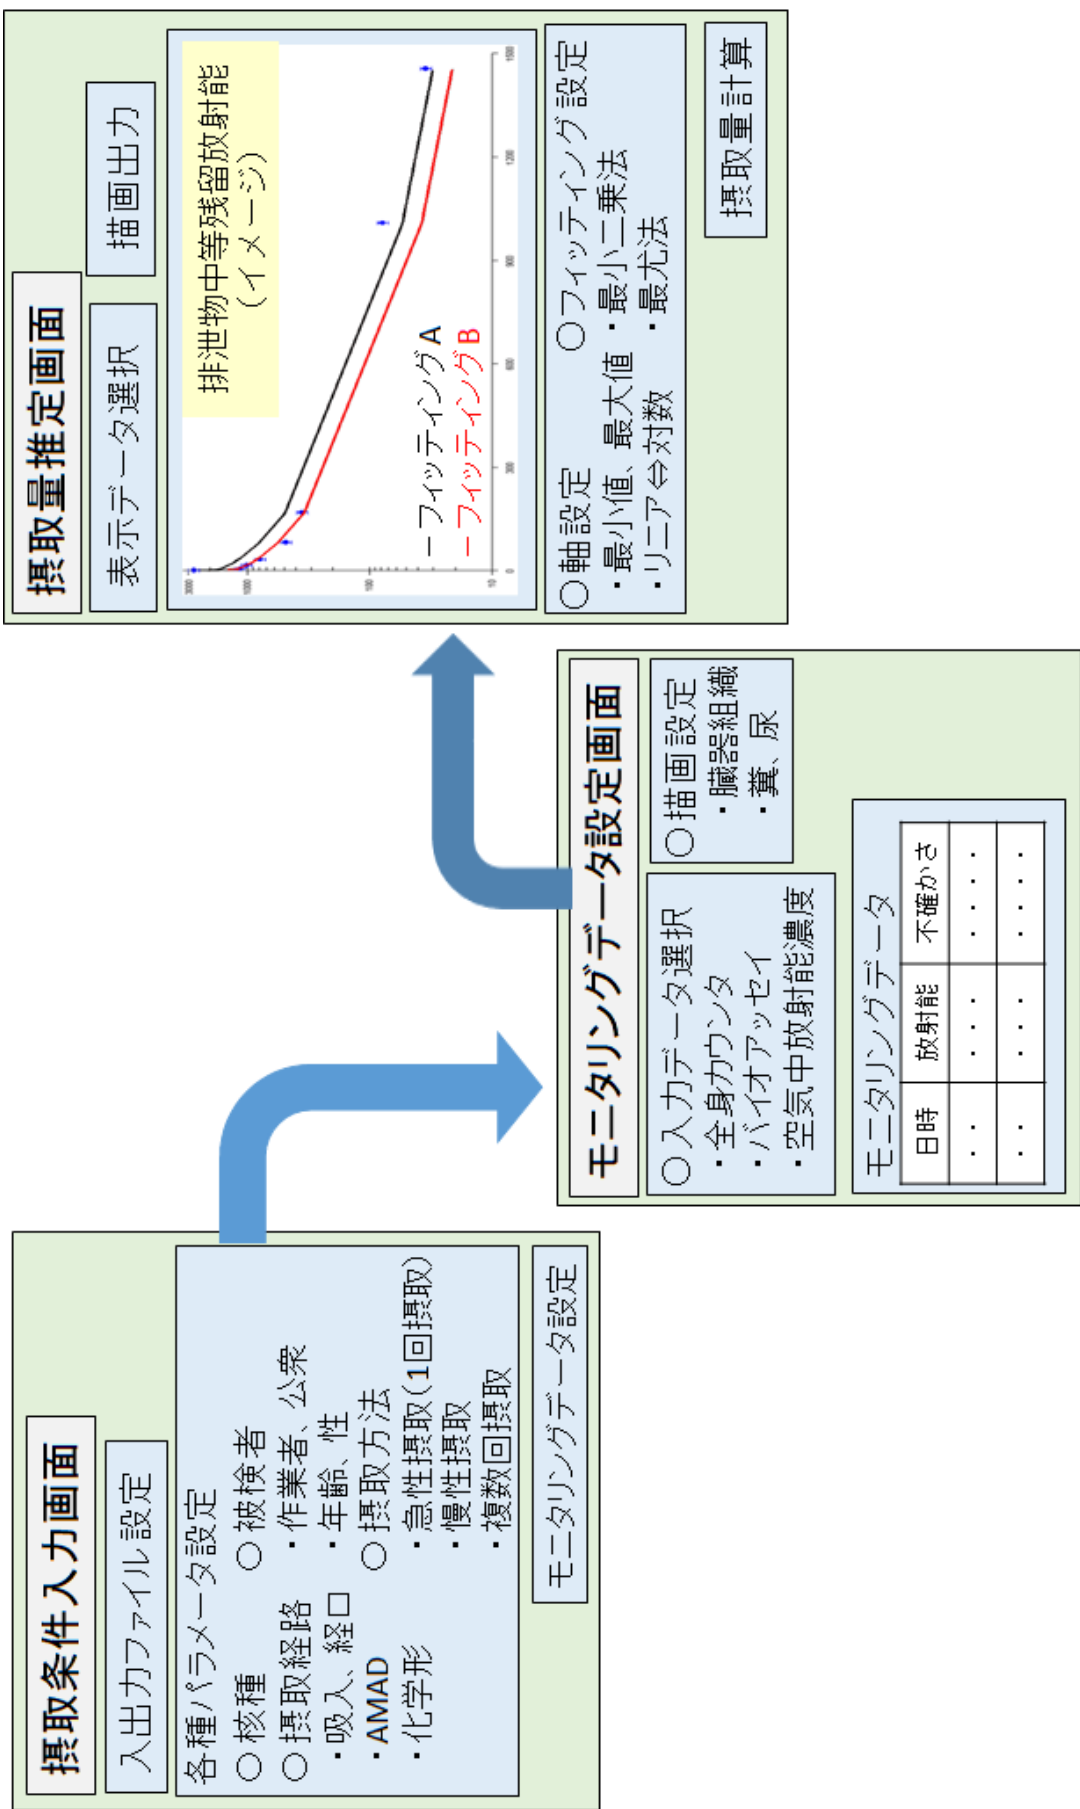 摂取条件入力画面
入出力ファイル設定
各種パラメータ設定
○核種
○摂取経路
・吸入、経口
・AMAD
・化学形
○被検者
・作業者、公衆
・年齢、性
○摂取方法
・急性摂取(1回摂取)
・慢性摂取
・複数回摂取
モニタリングデータ設定
モニタリングデータ設定画面
○入力データ選択
・全身カウンタ
・バイオアッセイ
・空気中放射能濃度
○描画設定
・臓器組織
・糞、尿
モニタリングデータ
日時 放射能 不確かさ
・・ ・・・ ・・・・
・・ ・・・ ・・・・
摂取量推定画面
表示データ選択
描画出力
排泄物中等残留放射能
(イメージ)
3000
1000
100
10
0 300 600 900 1200 1500
ーフィッティングA
ーフィッティングB
○軸設定
・最小値、最大値
・リニア⇔対数
○フィッティング設定
・最小二乗法
・最尤法
摂取量計算